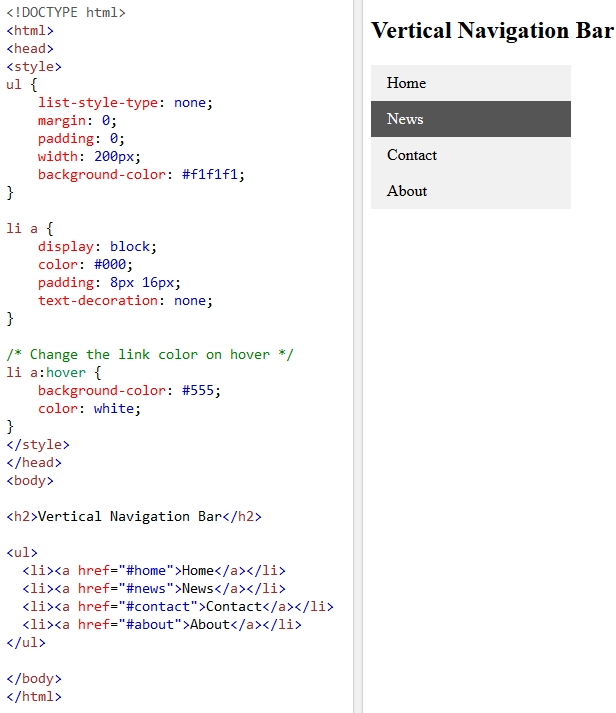 <!DOCTYPE html>
<html>
<head>
<style>
ul {
    list-style-type: none;
    margin: 0;
    padding: 0;
    width: 200px;
    background-color: #f1f1f1;
}

li a {
    display: block;
    color: #000;
    padding: 8px 16px;
    text-decoration: none;
}

/* Change the link color on hover */
li a:hover {
    background-color: #555;
    color: white;
}
</style>
</head>
<body>

<h2>Vertical Navigation Bar</h2>

<ul>
  <li><a href="#home">Home</a></li>
  <li><a href="#news">News</a></li>
  <li><a href="#contact">Contact</a></li>
  <li><a href="#about">About</a></li>
</ul>

</body>
</html>
Vertical Navigation Bar
Home
News
Contact
About